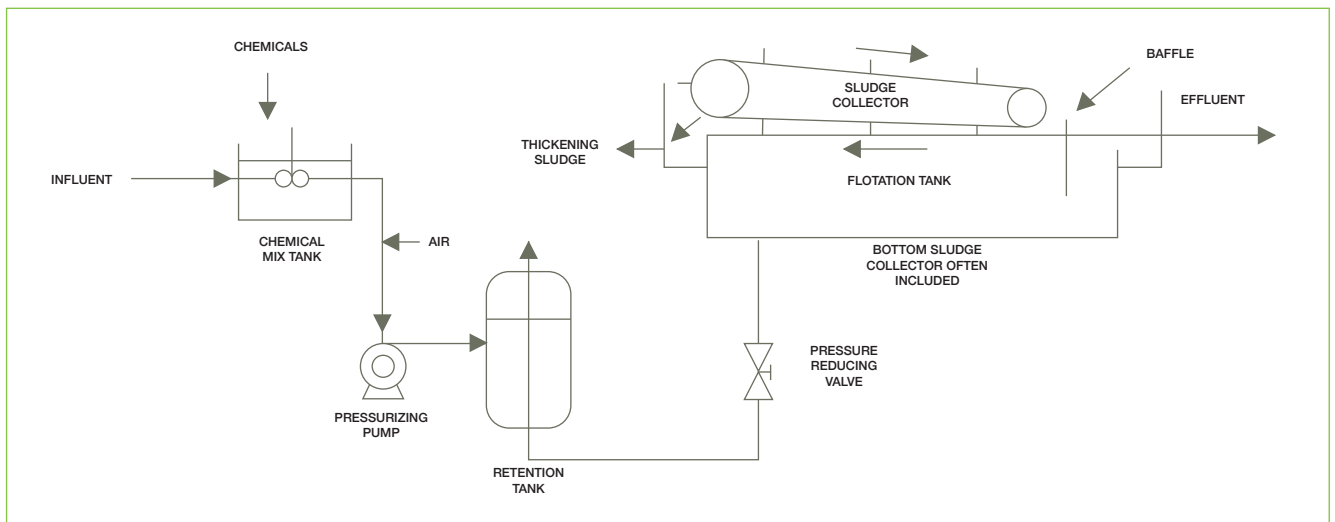 CHEMICALS
INFLUENT
CHEMICAL
MIX TANK
AIR
PRESSURIZING
PUMP
RETENTION
TANK
THICKENING
SLUDGE
SLUDGE
COLLECTOR
FLOTATION TANK
BAFFLE
EFFLUENT
BOTTOM SLUDGE
COLLECTOR OFTEN
INCLUDED
PRESSURE
REDUCING
VALVE